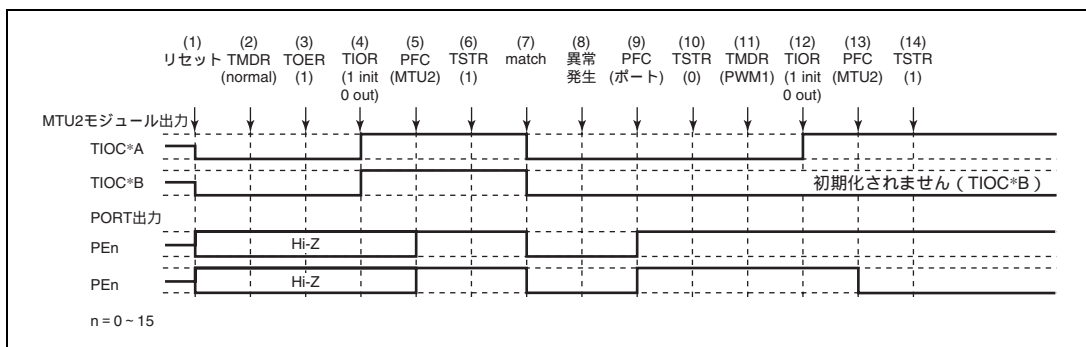 (1) (2) (3) (4) (5) (6) (7) (8) (9) (10) (11) (12) (13) (14)
リセット TMDR TOER TIOR PFC TSTR match 異常 PFC TSTR TMDR TIOR PFC TSTR
(normal) (1) (1 init (MTU2) (1) 発生 (ポート) (0) (PWM1) (1 init (MTU2) (1)
0 out) 0 out)
MTU2モジュール出力
TIOC*A
TIOC*B 初期化されません(TIOC*B)
PORT出力
PEn Hi-Z
PEn Hi-Z
n = 0 ~ 15